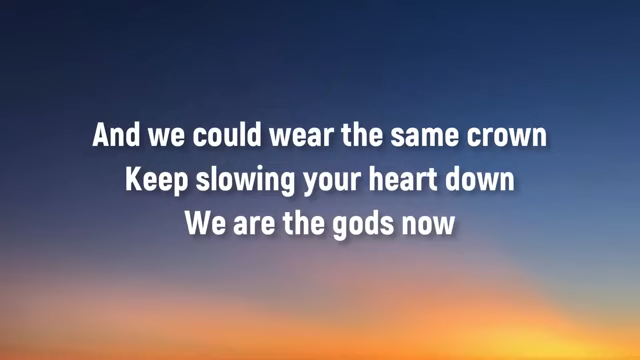 And we could wear the same crown
Keep slowing your heart down
We are the gods now